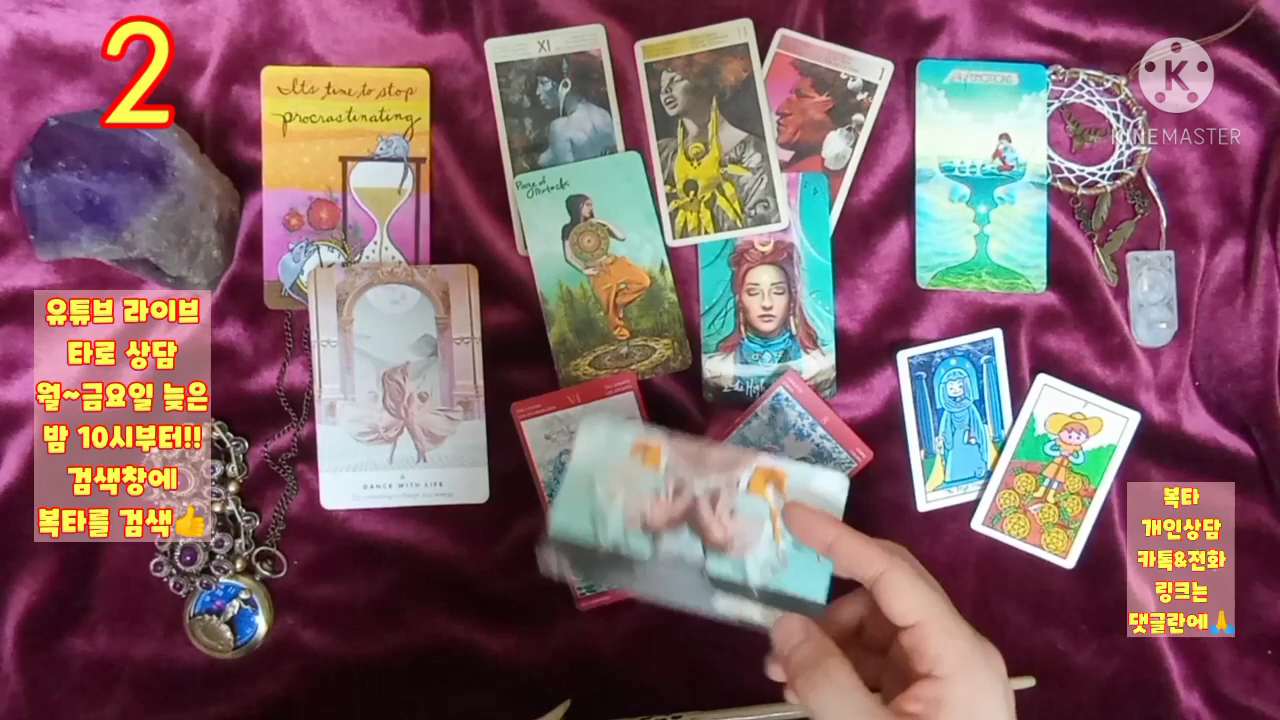 2
It's time to stop
procrastinating
XI
Page of
Pentacles
VI
DANCE WITH LIFE
KINEMASTER
유튜브 라이브
타로 상담
월~금요일 늦은
밤 10시부터!!
검색창에
복타를 검색👍
복타
개인상담
카톡&전화
링크는
댓글란에🙏